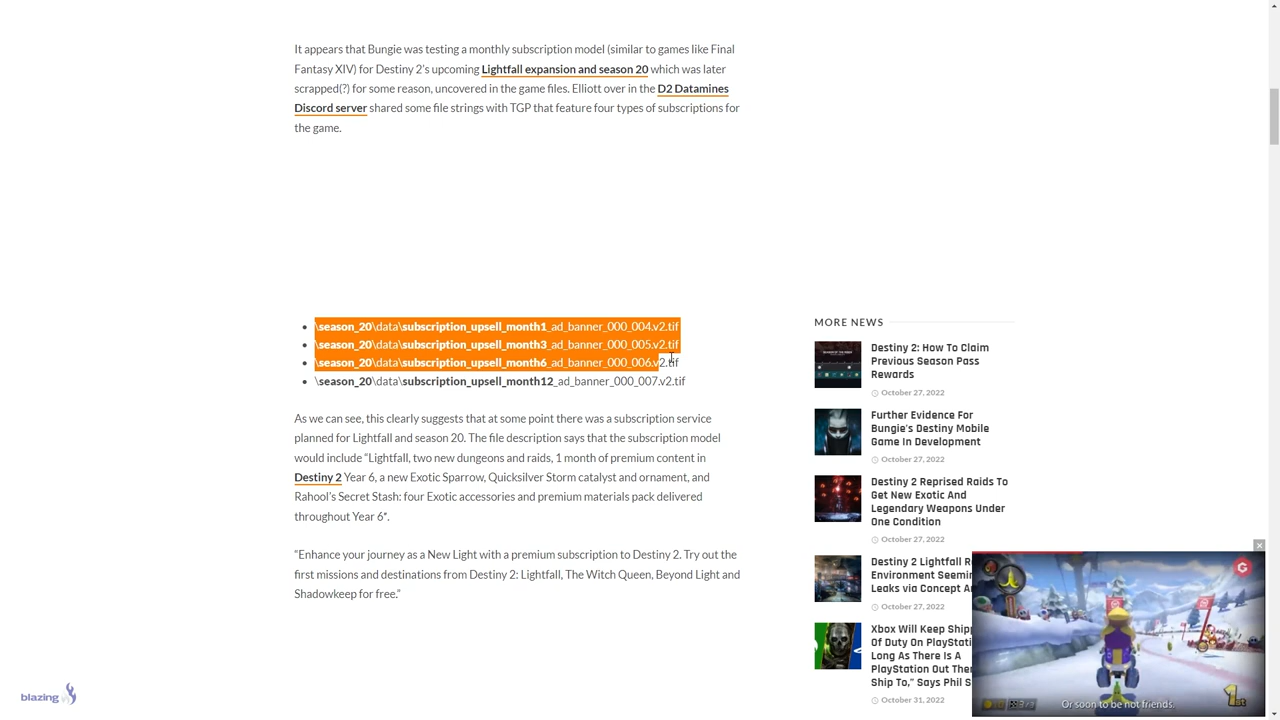 It appears that Bungie was testing a monthly subscription model (similar to games like Final
Fantasy XIV) for Destiny 2's upcoming Lightfall expansion and season 20 which was later
scrapped(?) for some reason, uncovered in the game files. Elliott over in the D2 Datamines
Discord server shared some file strings with TGP that feature four types of subscriptions for
the game.
\season_20\data\subscription_upsell_month1_ad_banner_000_004.v2.tif
\season_20\data\subscription_upsell_month3_ad_banner_000_005.v2.tif
\season_20\data\subscription_upsell_month6_ad_banner_000_006.v2.tif
\season_20\data\subscription_upsell_month12_ad_banner_000_007.v2.tif
As we can see, this clearly suggests that at some point there was a subscription service
planned for Lightfall and season 20. The file description says that the subscription model
would include “Lightfall, two new dungeons and raids, 1 month of premium content in
Destiny 2 Year 6, a new Exotic Sparrow, Quicksilver Storm catalyst and ornament, and
Rahool's Secret Stash: four Exotic accessories and premium materials pack delivered
throughout Year 6“.
“Enhance your journey as a New Light with a premium subscription to Destiny 2. Try out the
first missions and destinations from Destiny 2: Lightfall, The Witch Queen, Beyond Light and
Shadowkeep for free.”
MORE NEWS
Destiny 2: How To Claim
Previous Season Pass
Rewards
October 27, 2022
Further Evidence For
Bungie's Destiny Mobile
Game In Development
October 27, 2022
Destiny 2 Reprised Raids To
Get New Exotic And
Legendary Weapons Under
One Condition
October 27, 2022
Destiny 2 Lightfall R
Environment Seemin
Leaks via Concept A
October 27, 2022
Xbox Will Keep Shipp
Of Duty On PlayStati
Long As There Is A
PlayStation Out Ther
Ship To,” Says Phil S
October 31, 2022
G
3/3
Or soon to be not friends.
1st
blazing